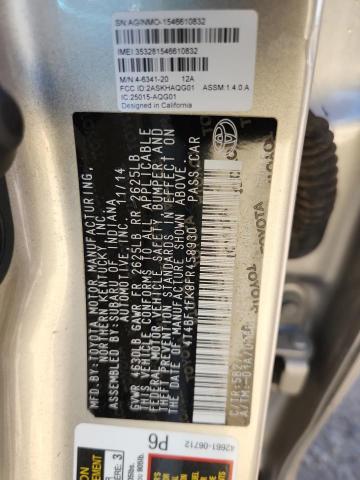 SN:AGINMO-1546610832
IMEI:353281546610832
M/N:4-6341-20 12A
FCC ID:2ASKHAQG01 ASSM:1.4.0.A
IC:25015-AQG01
Designed in California
MFD. BY: TOYOTA MOTOR MANUFACTURING,
NORTHERN KENTUCKY, INC.
ASSEMBLED BY: SUBARU OF INDIANA
AUTOMOTIVE, INC. 11/14
GVWR 4630LB GAWR FR 2625LB RR 2625LB
THIS VEHICLE CONFORMS TO ALL APPLICABLE
FEDERAL MOTOR VEHICLE SAFETY, BUMPER AND
THEFT PREVENTION STANDARDS IN EFFECT ON
THE DATE OF MANUFACTURE SHOWN ABOVE.
4T4BF1FK8FR458930 PASS. CAR
TOYOTA
42661-06712
P6